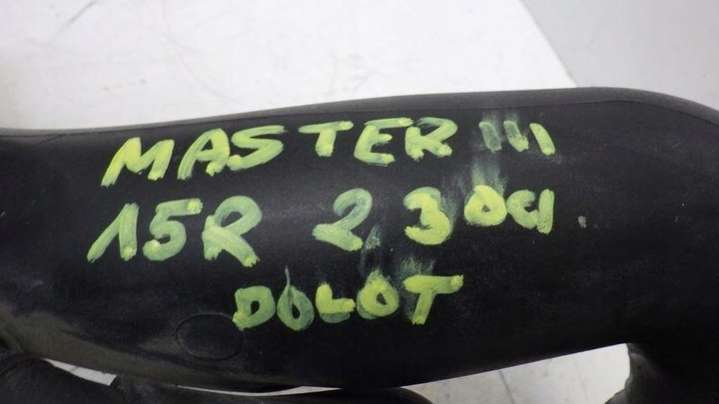 MASTER III
15R 2,3 DCI
DOLOT